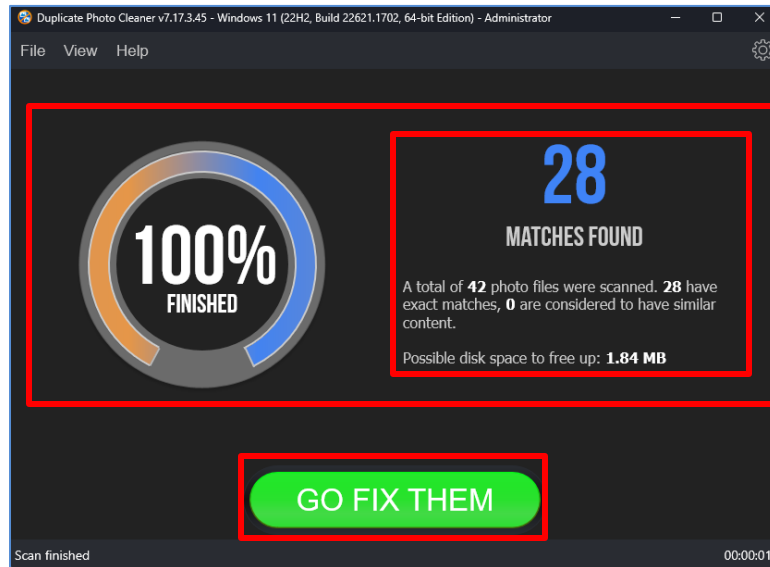 Duplicate Photo Cleaner v7.17.3.45 - Windows 11 (22H2, Build 22621.1702, 64-bit Edition) - Administrator
File View Help
100%
FINISHED
28
MATCHES FOUND
A total of 42 photo files were scanned. 28 have
exact matches, 0 are considered to have similar
content.
Possible disk space to free up: 1.84 MB
GO FIX THEM
Scan finished 00:00:01